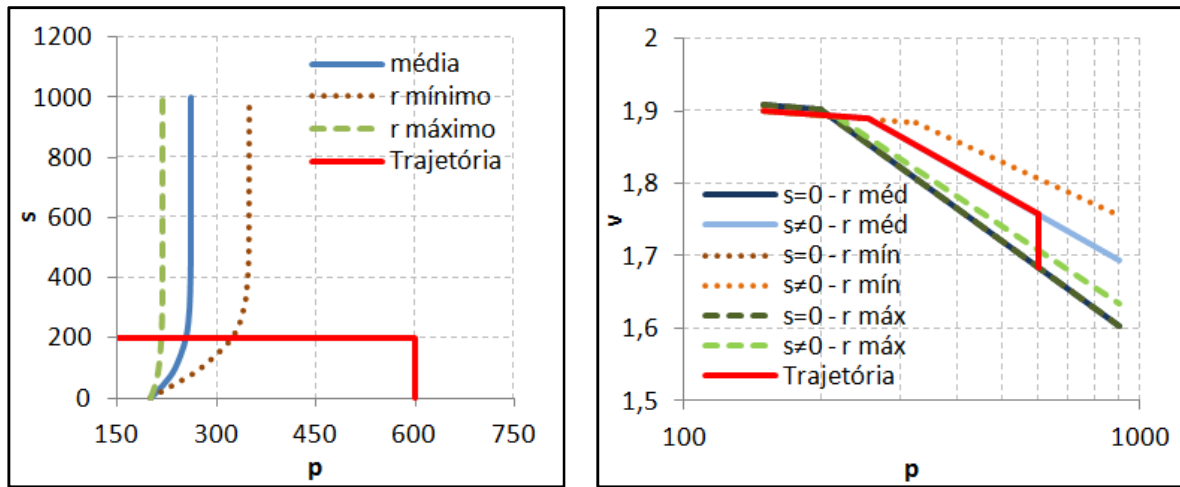 1200
1000
800
600
400
200
0
s
média
r mínimo
r máximo
Trajetória
150
300
450
600
750
p
2
1,9
1,8
1,7
1,6
1,5
v
s=0 - r méd
s≠0 - r méd
s=0 - r mín
s≠0 - r mín
s=0 - r máx
s≠0 - r máx
Trajetória
100
1000
p